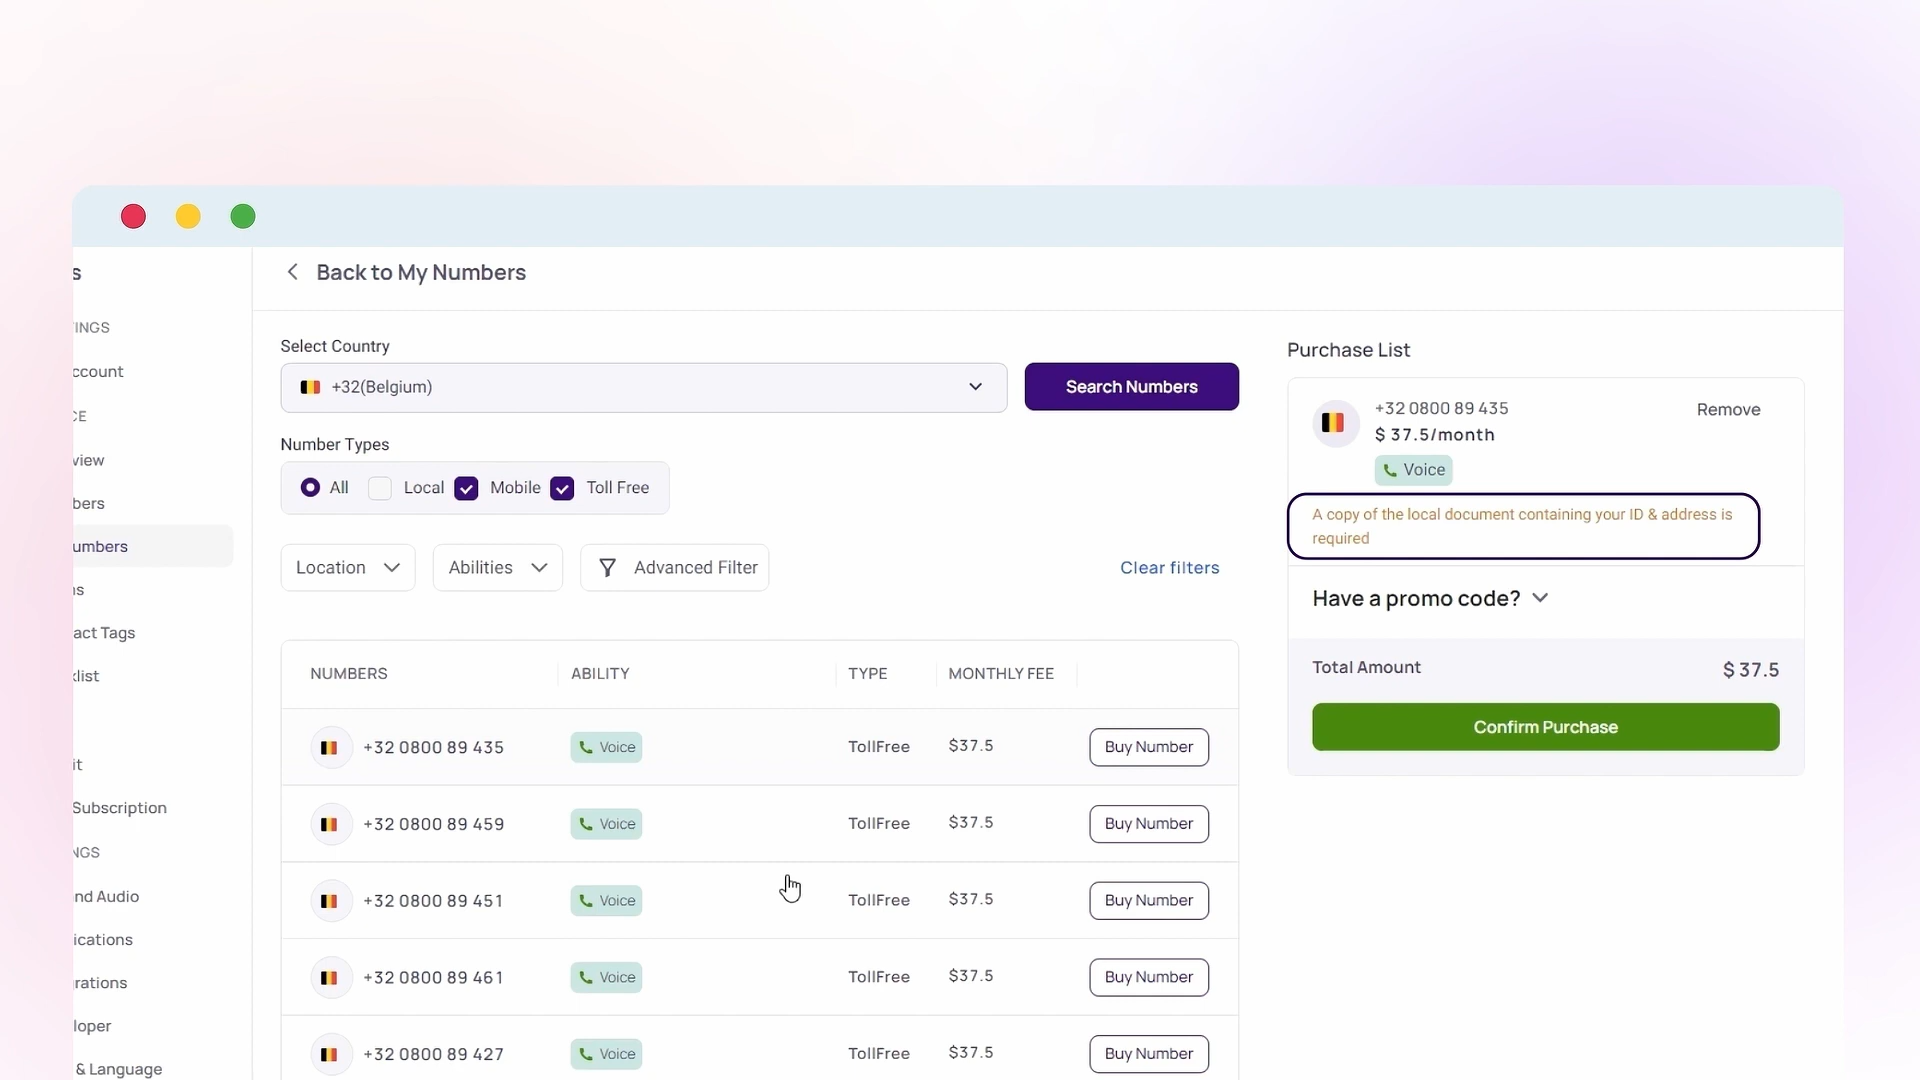 s
INGS
ccount
CE
view
bers
umbers
ns
act Tags
klist
it
Subscription
NGS
nd Audio
ications
rations
loper
& Language
Back to My Numbers
Select Country
+32(Belgium)
Search Numbers
Number Types
All Local Mobile Toll Free
Location Abilities Advanced Filter Clear filters
NUMBERS ABILITY TYPE MONTHLY FEE
+32 0800 89 435 Voice TollFree $37.5 Buy Number
+32 0800 89 459 Voice TollFree $37.5 Buy Number
+32 0800 89 451 Voice TollFree $37.5 Buy Number
+32 0800 89 461 Voice TollFree $37.5 Buy Number
+32 0800 89 427 Voice TollFree $37.5 Buy Number
Purchase List
+32 0800 89 435 Remove
$ 37.5/month
Voice
A copy of the local document containing your ID & address is
required
Have a promo code?
Total Amount $ 37.5
Confirm Purchase